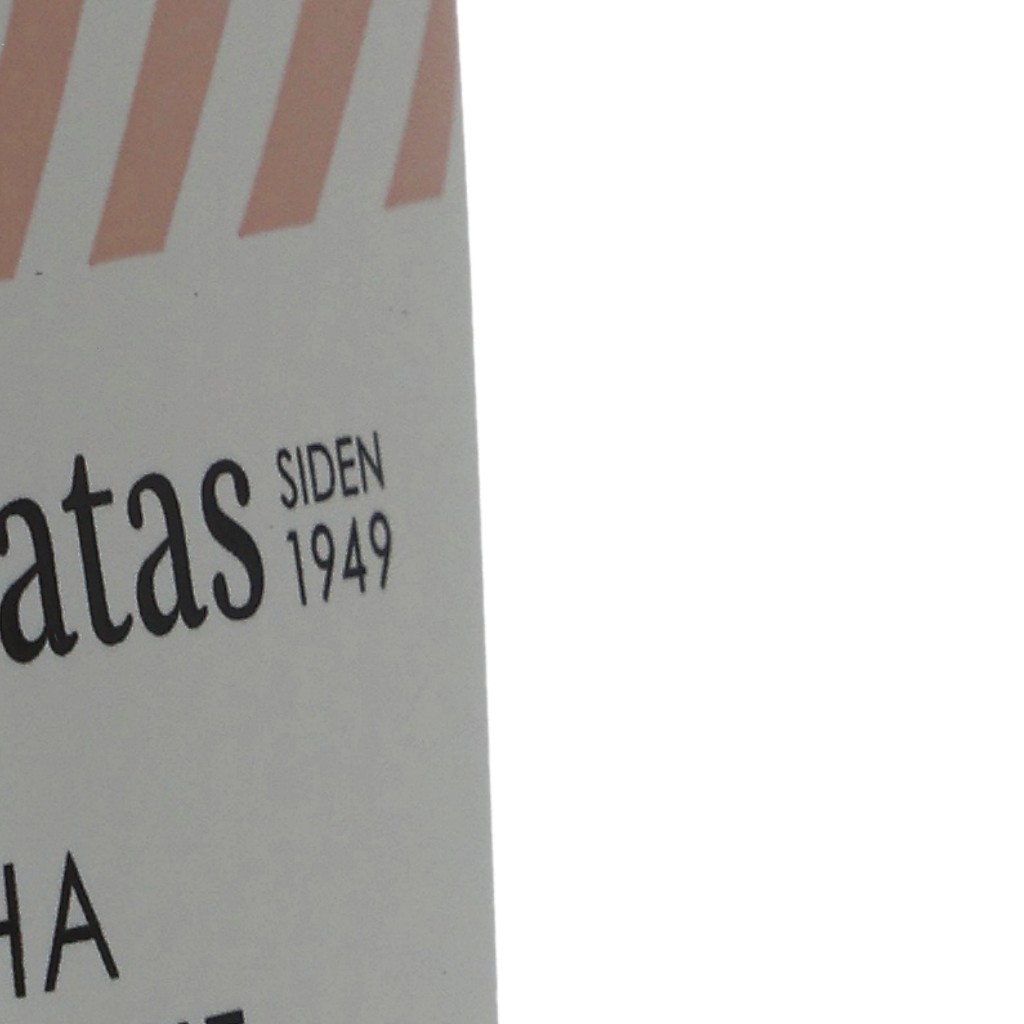 atas SIDEN
1949
HA